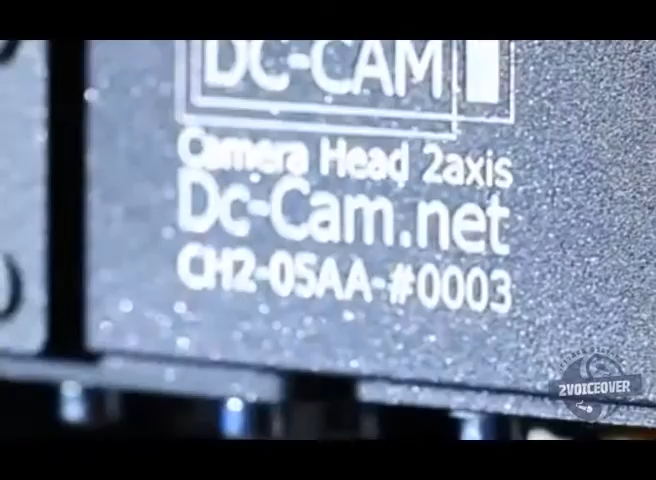 DC-CAM
Camera Head 2axis
Dc-Cam.net
CH2-05AA-#0003
2VOICEOVER